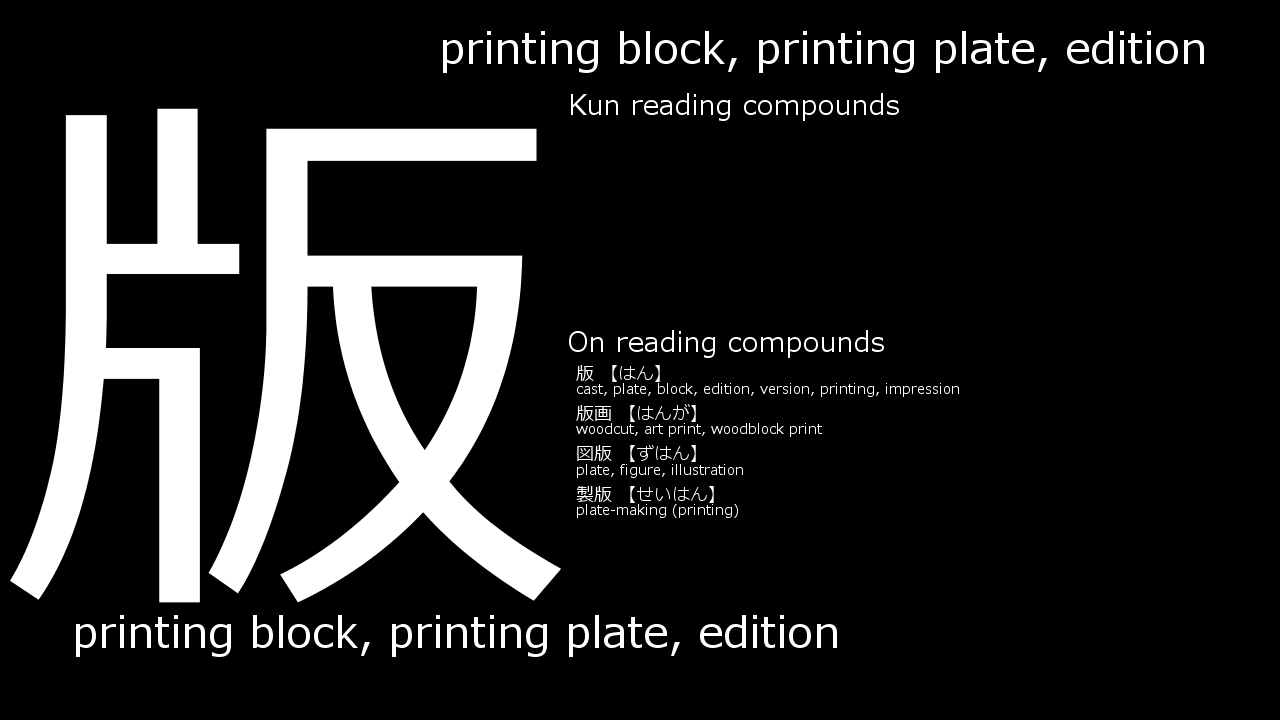 printing block, printing plate, edition
版
Kun reading compounds
On reading compounds
版 【はん】
cast, plate, block, edition, version, printing, impression
版画 【はんが】
woodcut, art print, woodblock print
図版 【ずはん】
plate, figure, illustration
製版 【せいはん】
plate-making (printing)
printing block, printing plate, edition